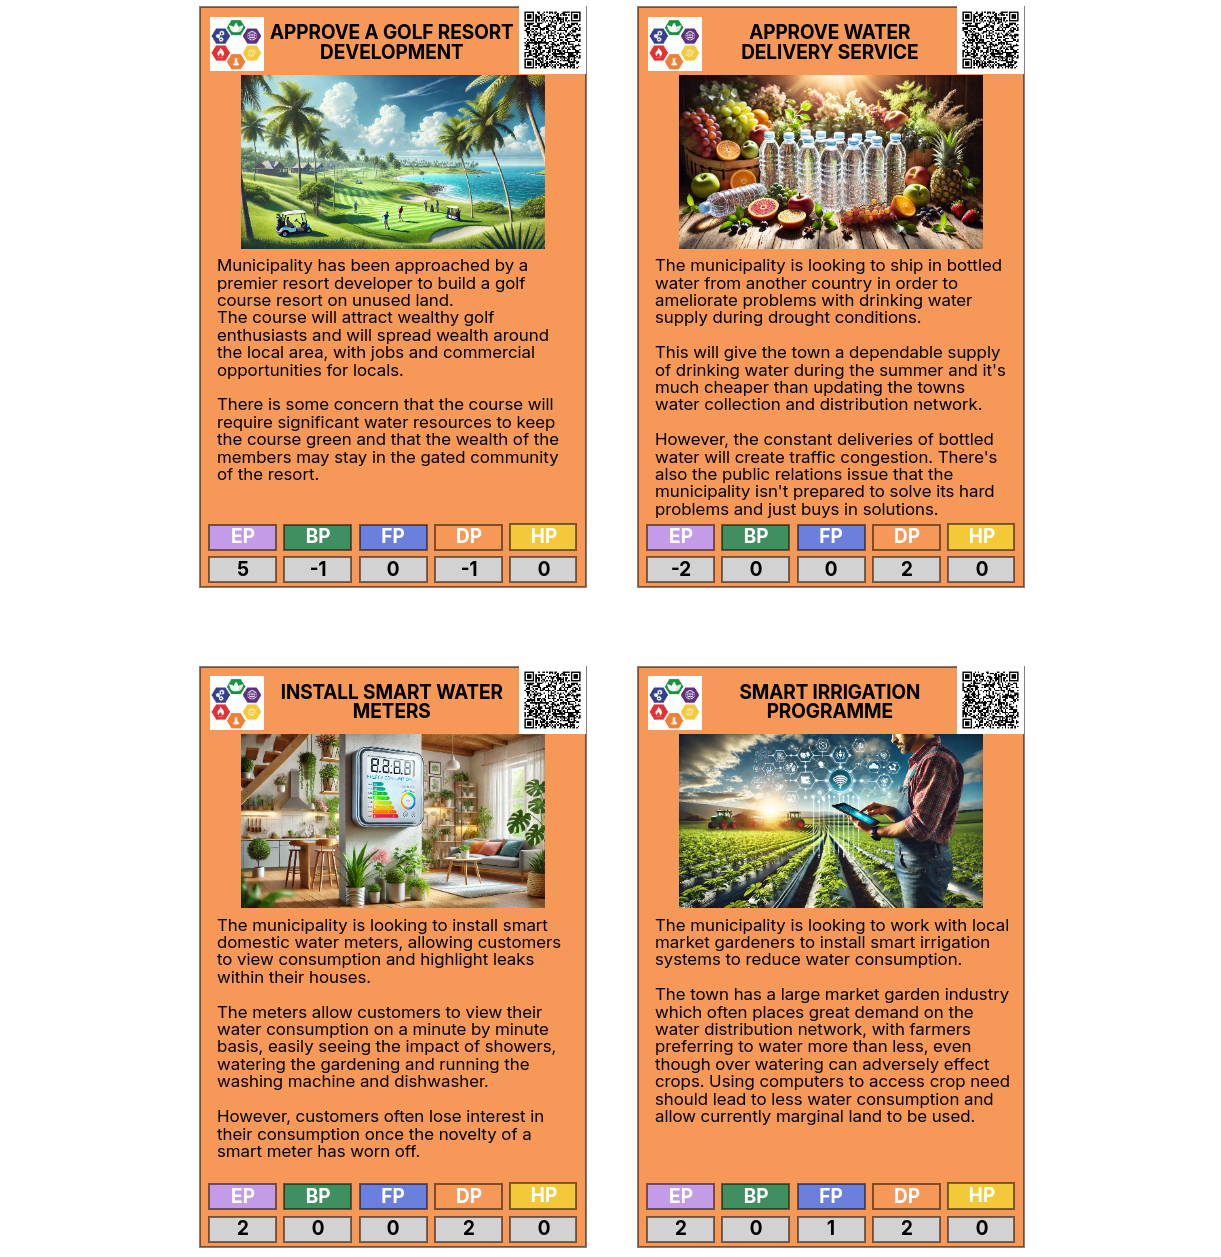 APPROVE A GOLF RESORT
DEVELOPMENT
Municipality has been approached by a
premier resort developer to build a golf
course resort on unused land.
The course will attract wealthy golf
enthusiasts and will spread wealth around
the local area, with jobs and commercial
opportunities for locals.
There is some concern that the course will
require significant water resources to keep
the course green and that the wealth of the
members may stay in the gated community
of the resort.
EP BP FP DP HP
5 -1 0 -1 0
APPROVE WATER
DELIVERY SERVICE
The municipality is looking to ship in bottled
water from another country in order to
ameliorate problems with drinking water
supply during drought conditions.
This will give the town a dependable supply
of drinking water during the summer and it's
much cheaper than updating the towns
water collection and distribution network.
However, the constant deliveries of bottled
water will create traffic congestion. There's
also the public relations issue that the
municipality isn't prepared to solve its hard
problems and just buys in solutions.
EP BP FP DP HP
-2 0 0 2 0
INSTALL SMART WATER
METERS
The municipality is looking to install smart
domestic water meters, allowing customers
to view consumption and highlight leaks
within their houses.
The meters allow customers to view their
water consumption on a minute by minute
basis, easily seeing the impact of showers,
watering the gardening and running the
washing machine and dishwasher.
However, customers often lose interest in
their consumption once the novelty of a
smart meter has worn off.
EP BP FP DP HP
2 0 0 2 0
SMART IRRIGATION
PROGRAMME
The municipality is looking to work with local
market gardeners to install smart irrigation
systems to reduce water consumption.
The town has a large market garden industry
which often places great demand on the
water distribution network, with farmers
preferring to water more than less, even
though over watering can adversely effect
crops. Using computers to access crop need
should lead to less water consumption and
allow currently marginal land to be used.
EP BP FP DP HP
2 0 1 2 0